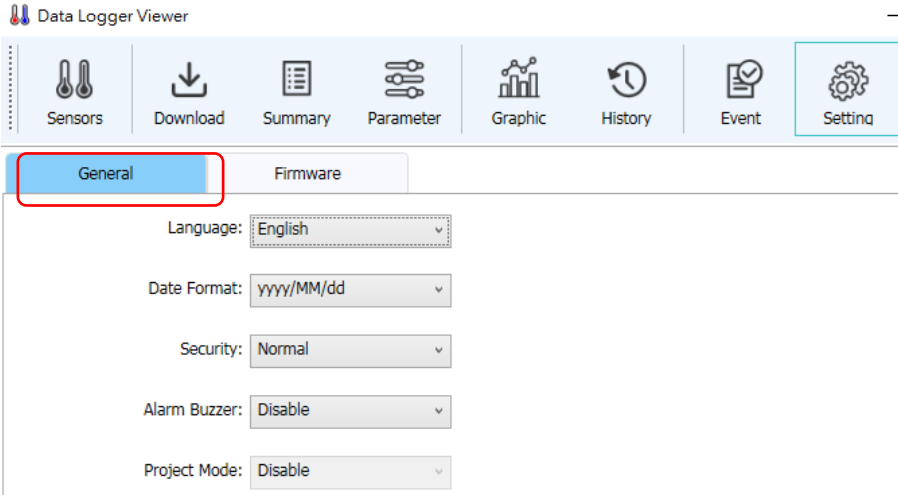 Data Logger Viewer
Sensors Download Summary Parameter Graphic History Event Setting
General Firmware
Language: English
Date Format: yyyy/MM/dd
Security: Normal
Alarm Buzzer: Disable
Project Mode: Disable